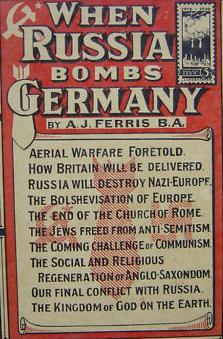 WHEN
RUSSIA
BOMBS
GERMANY
BY A.J. FERRIS B.A.
AERIAL WARFARE FORETOLD.
HOW BRITAIN WILL BE DELIVERED.
RUSSIA WILL DESTROY NAZI-EUROPE.
THE BOLSHEVISATION OF EUROPE.
THE END OF THE CHURCH OF ROME.
THE JEWS FREED FROM ANTI-SEMITISM.
THE COMING CHALLENGE OF COMMUNISM.
THE SOCIAL AND RELIGIOUS
REGENERATION OF ANGLO-SAXONDOM.
OUR FINAL CONFLICT WITH RUSSIA.
THE KINGDOM OF GOD ON THE EARTH.